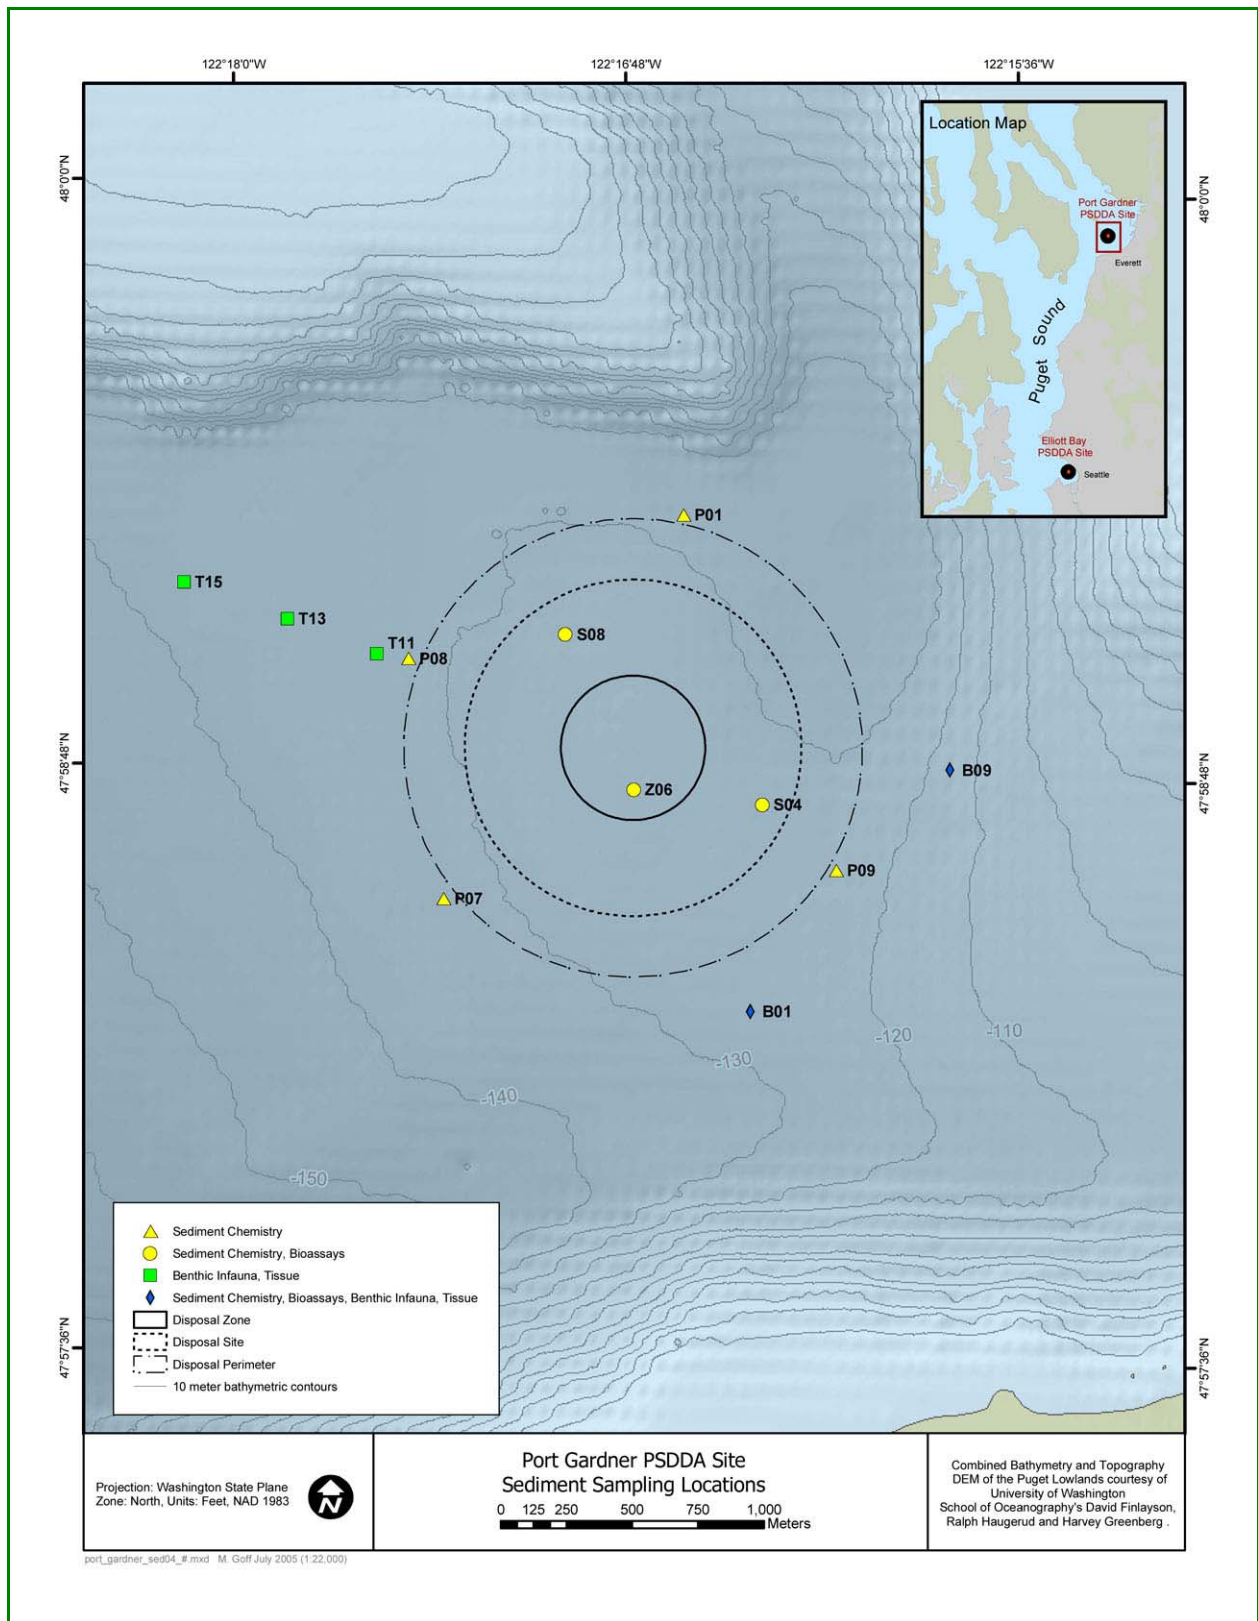 122°18'0"W
122°16'48"W
122°15'36"W
48°0'0"N
48°0'0"N
Location Map
Port Gardner
PSDDA Site
Everett
Puget Sound
Elliott Bay
PSDDA Site
Seattle
P01
T15
T13
S08
T11
P08
47°58'48"N
47°58'48"N
B09
Z06
S04
P09
P07
B01
-110
-120
-130
-140
-150
47°57'36"N
47°57'36"N
Sediment Chemistry
Sediment Chemistry, Bioassays
Benthic Infauna, Tissue
Sediment Chemistry, Bioassays, Benthic Infauna, Tissue
Disposal Zone
Disposal Site
Disposal Perimeter
10 meter bathymetric contours
Projection: Washington State Plane
Zone: North, Units: Feet, NAD 1983
N
Port Gardner PSDDA Site
Sediment Sampling Locations
0 125 250 500 750 1,000
Meters
Combined Bathymetry and Topography
DEM of the Puget Lowlands courtesy of
University of Washington
School of Oceanography's David Finlayson,
Ralph Haugerud and Harvey Greenberg .
port_gardner_sed04_#.mxd M. Goff July 2005 (1:22,000)